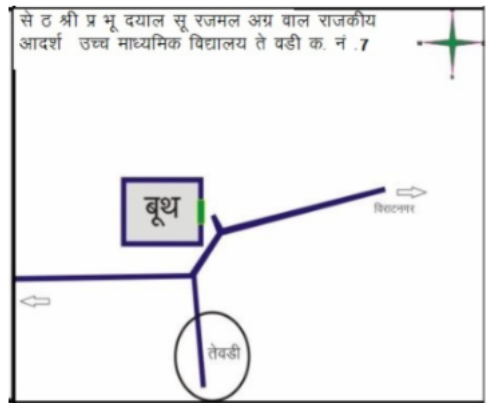 से ठ श्री प्र भू दयाल सू रजमल अग्र वाल राजकीय
आदर्श उच्च माध्यमिक विद्यालय ते वडी क. नं .7
बूथ
विराटनगर
तेवडी